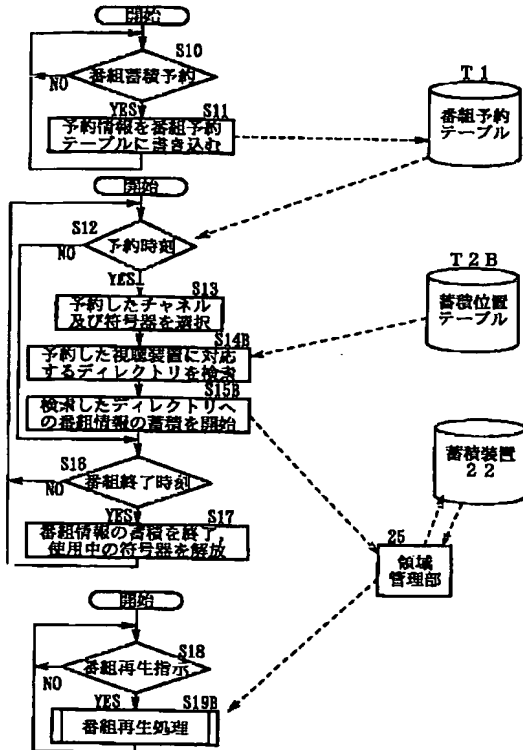 開始
S10
番組蓄積予約
NO
YES
S11
予約情報を番組予約
テーブルに書き込む
T1
番組予約
テーブル
開始
S12
予約時刻
NO
YES
S13
予約したチャネル
及び符号器を選択
S14B
予約した視聴装置に対応
するディレクトリを検索
T2B
蓄積位置
テーブル
S15B
検索したディレクトリへ
の番組情報の蓄積を開始
S16
番組終了時刻
NO
YES
S17
番組情報の蓄積を終了,
使用中の符号器を解放
蓄積装置
22
25
領域
管理部
開始
S18
番組再生指示
NO
YES
S19B
番組再生処理